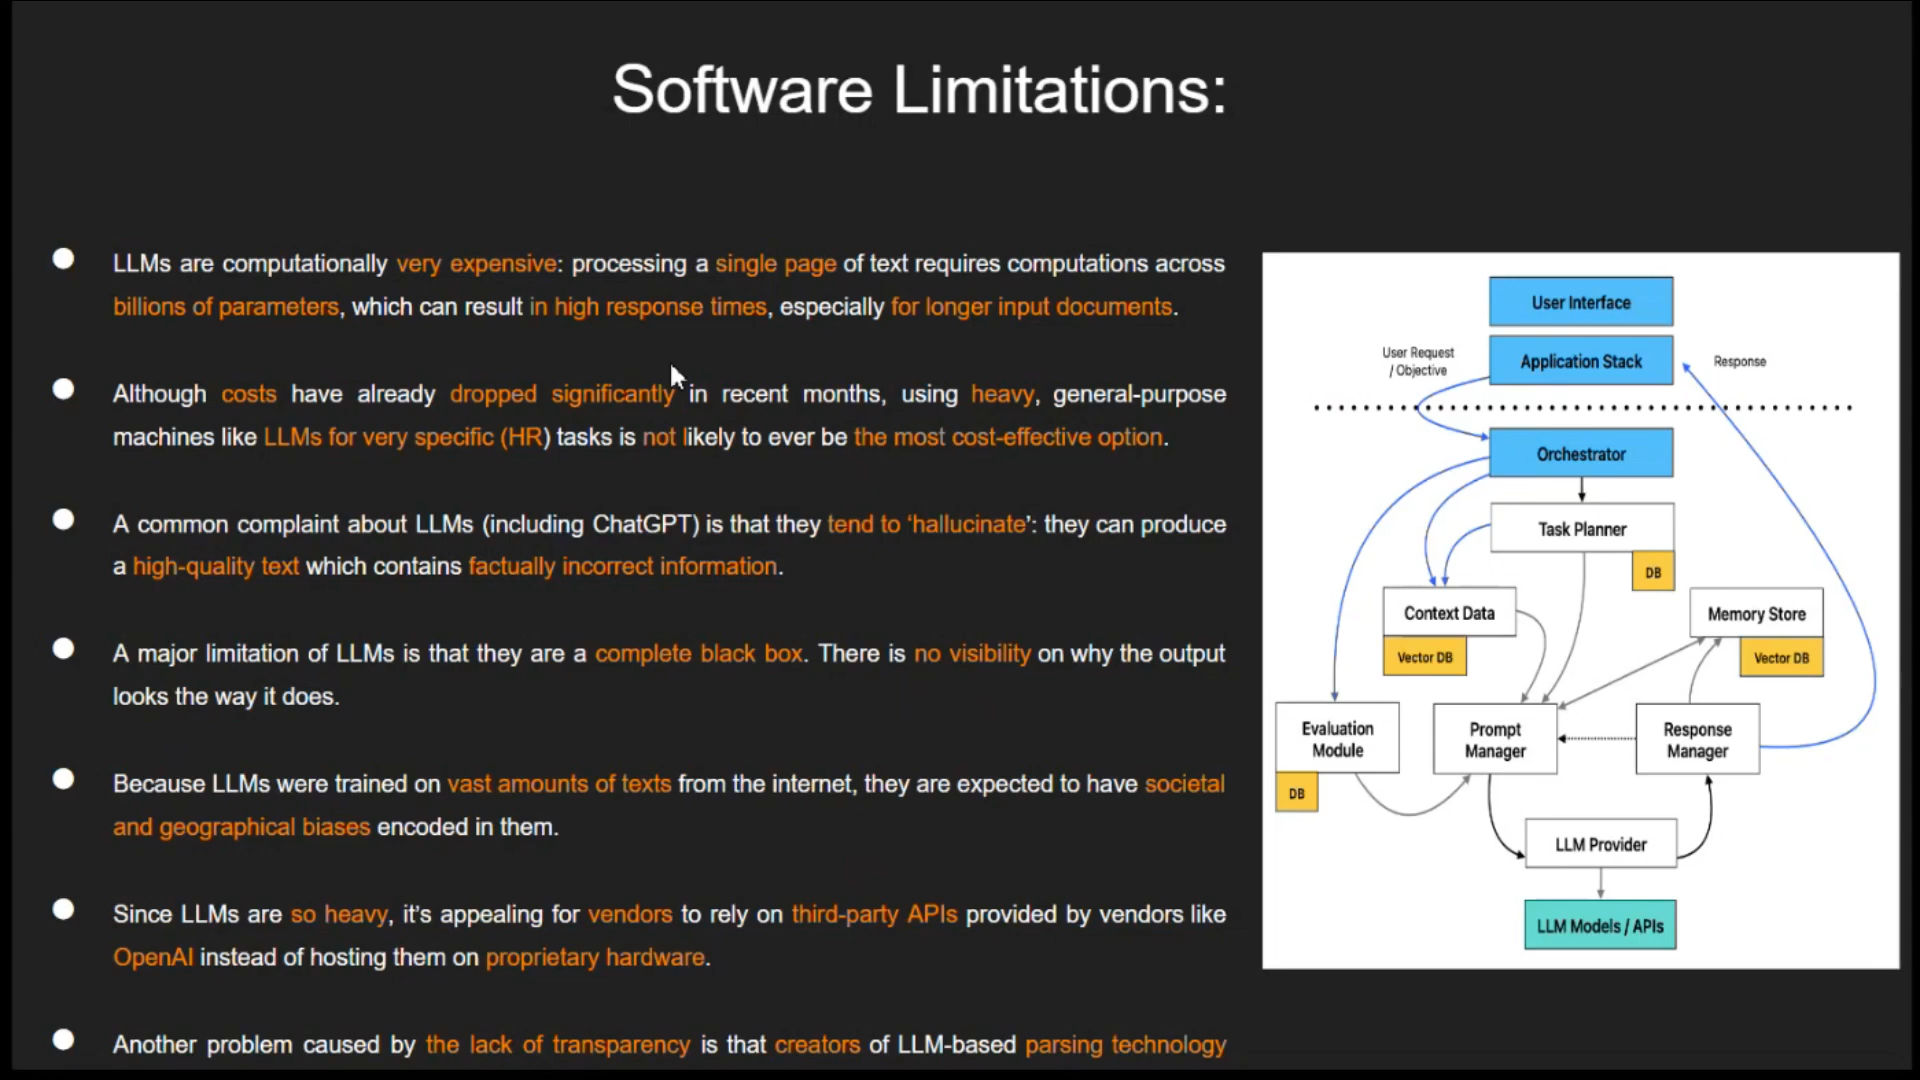 Software Limitations:
LLMs are computationally very expensive: processing a single page of text requires computations across
billions of parameters, which can result in high response times, especially for longer input documents.
Although costs have already dropped significantly in recent months, using heavy, general-purpose
machines like LLMs for very specific (HR) tasks is not likely to ever be the most cost-effective option.
A common complaint about LLMs (including ChatGPT) is that they tend to ‘hallucinate’: they can produce
a high-quality text which contains factually incorrect information.
A major limitation of LLMs is that they are a complete black box. There is no visibility on why the output
looks the way it does.
Because LLMs were trained on vast amounts of texts from the internet, they are expected to have societal
and geographical biases encoded in them.
Since LLMs are so heavy, it’s appealing for vendors to rely on third-party APIs provided by vendors like
OpenAI instead of hosting them on proprietary hardware.
Another problem caused by the lack of transparency is that creators of LLM-based parsing technology
User Interface
User Request
/ Objective
Application Stack
Response
Orchestrator
Task Planner
DB
Context Data
Vector DB
Memory Store
Vector DB
Evaluation
Module
DB
Prompt
Manager
Response
Manager
LLM Provider
LLM Models / APIs